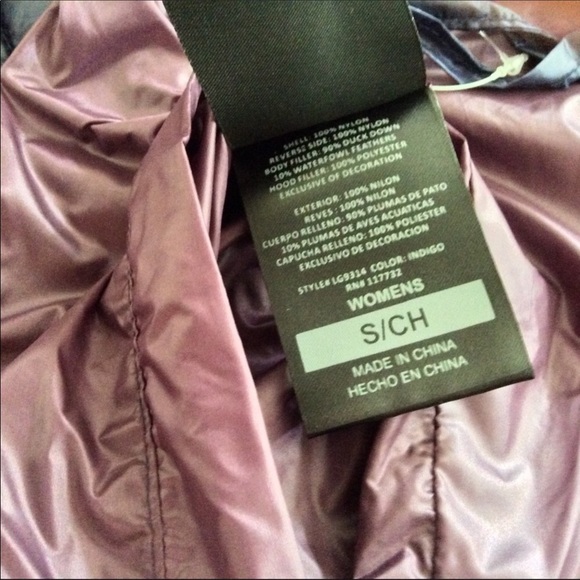 SHELL: 100% NYLON
REVERSE SIDE: 100% NYLON
BODY FILLER: 90% DUCK DOWN
10% WATERFOWL FEATHERS
HOOD FILLER: 100% POLYESTER
EXCLUSIVE OF DECORATION
EXTERIOR: 100% NILON
REVES: 100% NILON
CUERPO RELLENO: 90% PLUMAS DE PATO
10% PLUMAS DE AVES ACUATICAS
CAPUCHA RELLENO: 100% POLIESTER
EXCLUSIVO DE DECORACION
STYLE# LG9314 COLOR: INDIGO
RN# 117732
WOMENS
S/CH
MADE IN CHINA
HECHO EN CHINA